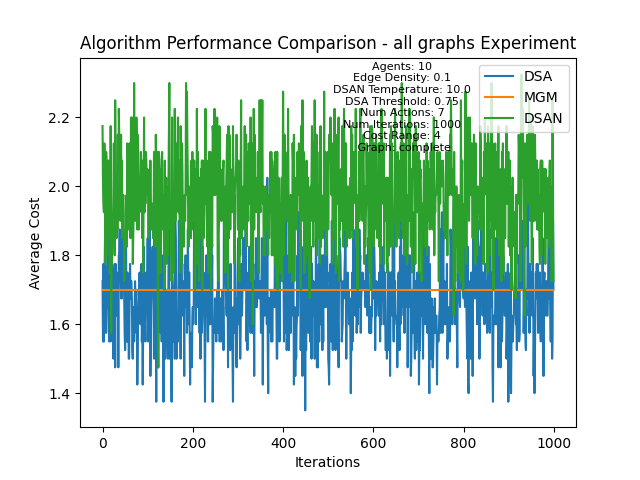 Algorithm Performance Comparison - all graphs Experiment
Agents: 10
Edge Density: 0.1
DSAN Temperature: 10.0
DSA Threshold: 0.75
Num Actions: 7
Num Iterations: 1000
Cost Range: 4
Graph: complete
DSA
MGM
DSAN
Average Cost
2.2
2.0
1.8
1.6
1.4
0
200
400
600
800
1000
Iterations